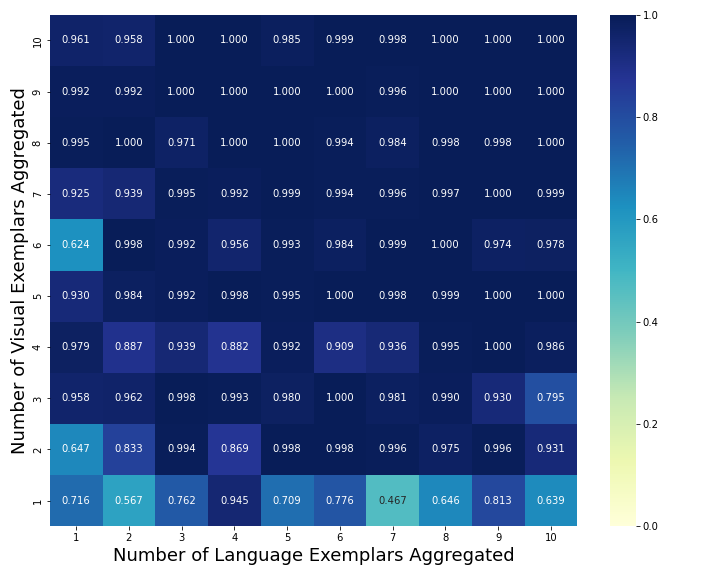 Number of Visual Exemplars Aggregated
10 0.961 0.958 1.000 1.000 0.985 0.999 0.998 1.000 1.000 1.000
9 0.992 0.992 1.000 1.000 1.000 1.000 0.996 1.000 1.000 1.000
8 0.995 1.000 0.971 1.000 1.000 0.994 0.984 0.998 0.998 1.000
7 0.925 0.939 0.995 0.992 0.999 0.994 0.996 0.997 1.000 0.999
6 0.624 0.998 0.992 0.956 0.993 0.984 0.999 1.000 0.974 0.978
5 0.930 0.984 0.992 0.998 0.995 1.000 0.998 0.999 1.000 1.000
4 0.979 0.887 0.939 0.882 0.992 0.909 0.936 0.995 1.000 0.986
3 0.958 0.962 0.998 0.993 0.980 1.000 0.981 0.990 0.930 0.795
2 0.647 0.833 0.994 0.869 0.998 0.998 0.996 0.975 0.996 0.931
1 0.716 0.567 0.762 0.945 0.709 0.776 0.467 0.646 0.813 0.639
1 2 3 4 5 6 7 8 9 10
Number of Language Exemplars Aggregated
1.0
0.8
0.6
0.4
0.2
0.0